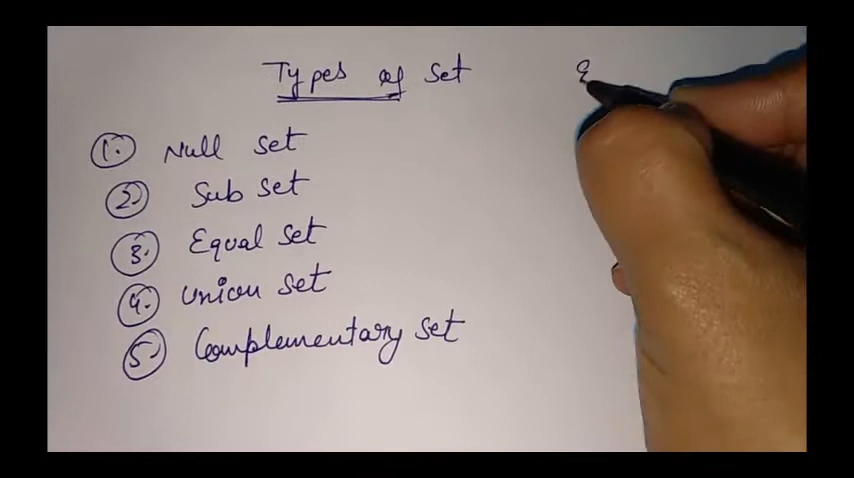 Types of set
1. Null set
2. Sub set
3. Equal set
4. Union set
5. Complementary set